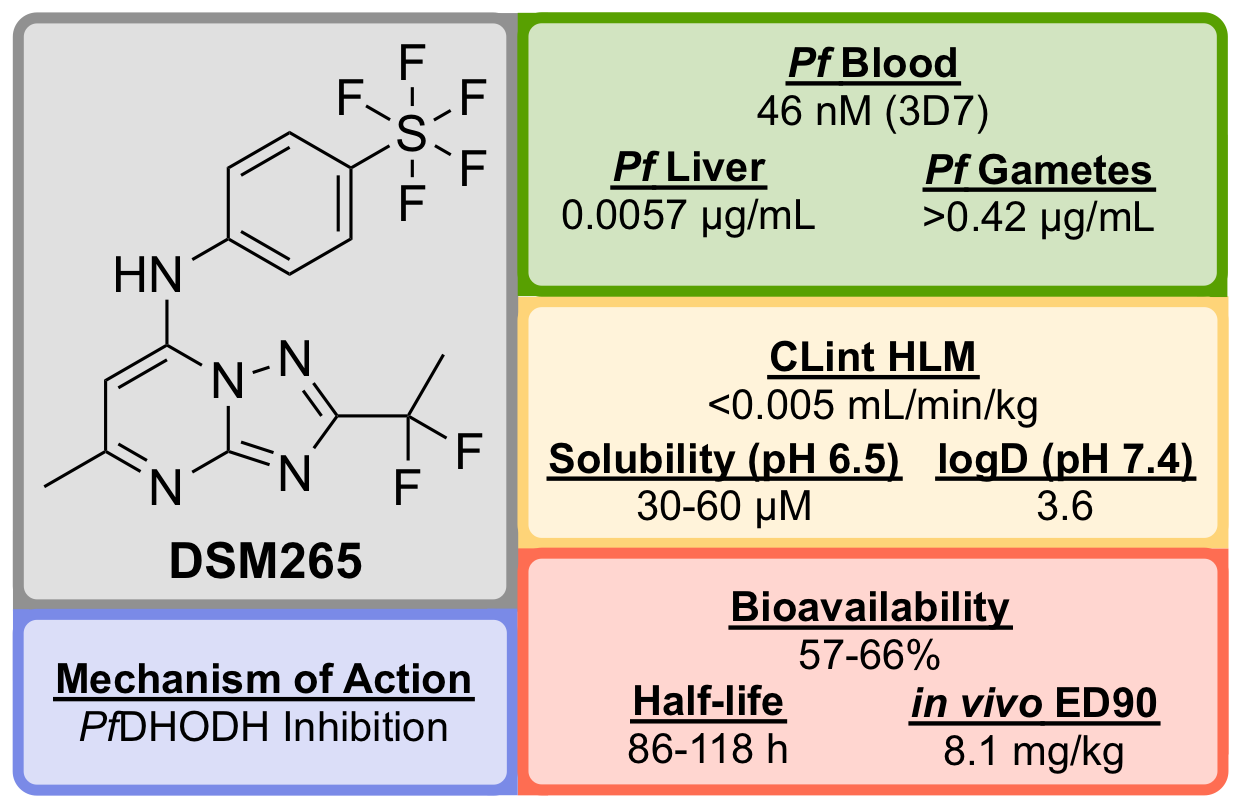 F
F
F
S
F
F
HN
N
N
N
N
F
F
DSM265
Mechanism of Action
PfDHODH Inhibition
Pf Blood
46 nM (3D7)
Pf Liver
0.0057 µg/mL
Pf Gametes
>0.42 µg/mL
CLint HLM
<0.005 mL/min/kg
Solubility (pH 6.5)
30-60 µM
logD (pH 7.4)
3.6
Bioavailability
57-66%
Half-life
86-118 h
in vivo ED90
8.1 mg/kg